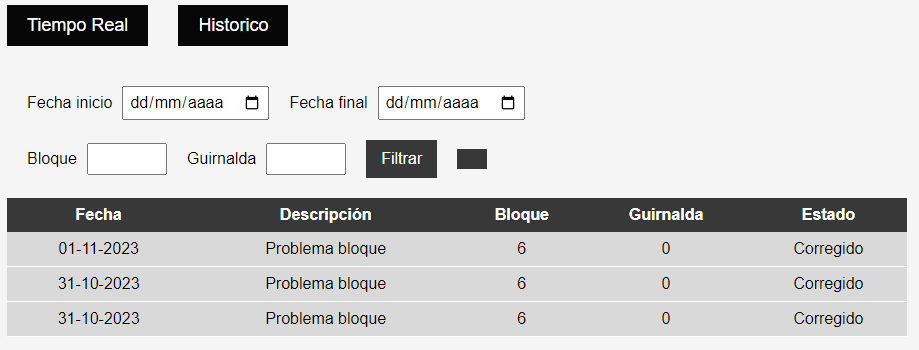 Tiempo Real Historico
Fecha inicio dd/mm/aaaa Fecha final dd/mm/aaaa
Bloque Guirnalda Filtrar
Fecha Descripción Bloque Guirnalda Estado
01-11-2023 Problema bloque 6 0 Corregido
31-10-2023 Problema bloque 6 0 Corregido
31-10-2023 Problema bloque 6 0 Corregido